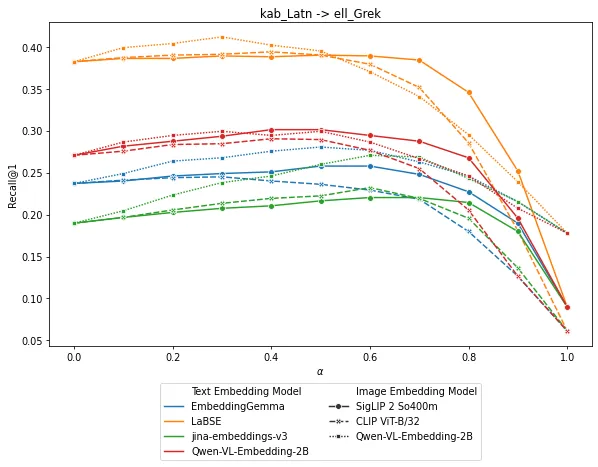 kab_Latn -> ell_Grek
Recall@1
0.40
0.35
0.30
0.25
0.20
0.15
0.10
0.05
0.0 0.2 0.4 0.6 0.8 1.0
α
Text Embedding Model Image Embedding Model
EmbeddingGemma SigLIP 2 So400m
LaBSE CLIP ViT-B/32
jina-embeddings-v3 Qwen-VL-Embedding-2B
Qwen-VL-Embedding-2B